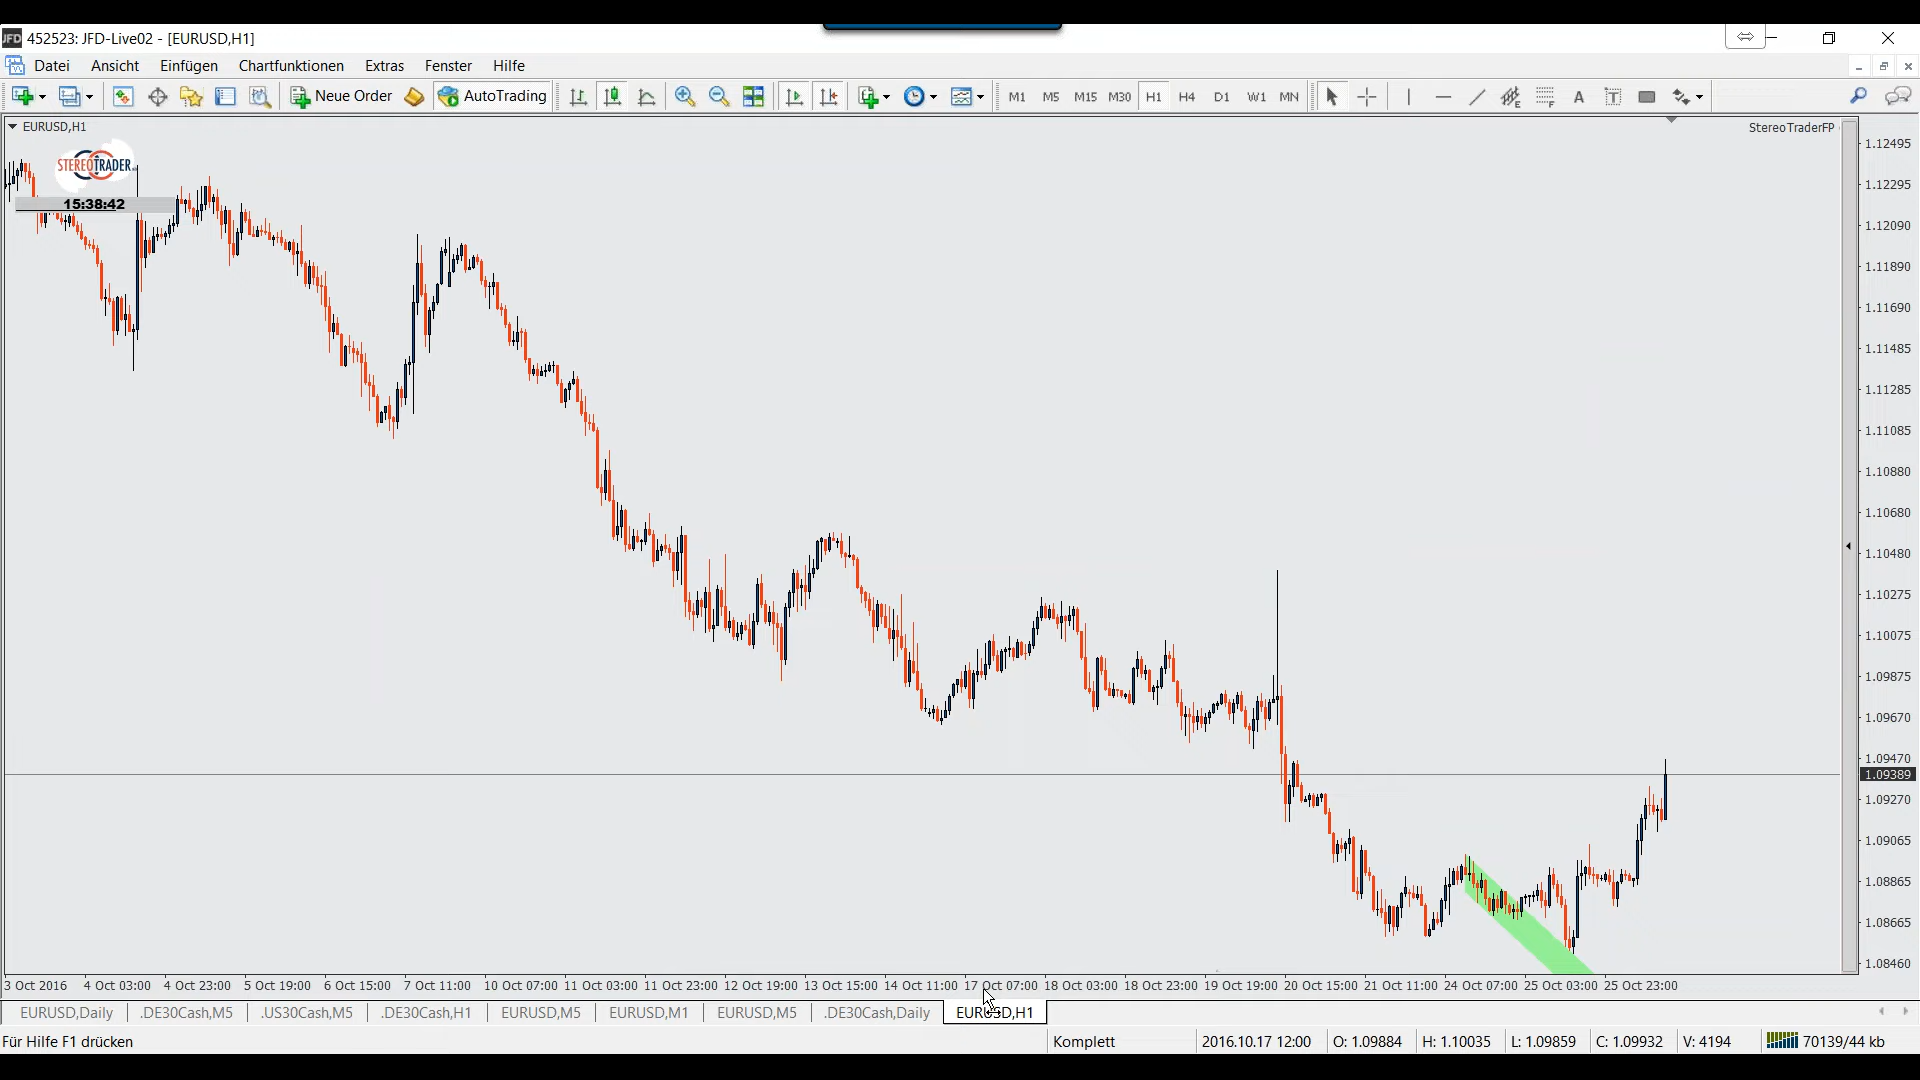 JFD 452523: JFD-Live02 - [EURUSD,H1]
Datei Ansicht Einfügen Chartfunktionen Extras Fenster Hilfe
Neue Order AutoTrading M1 M5 M15 M30 H1 H4 D1 W1 MN A T
EURUSD,H1
StereoTraderFP
STEREOTRADER
15:38:42
1.12495
1.12295
1.12090
1.11890
1.11690
1.11485
1.11285
1.11085
1.10880
1.10680
1.10480
1.10275
1.10075
1.09875
1.09670
1.09470
1.09389
1.09270
1.09065
1.08865
1.08665
1.08460
3 Oct 2016 4 Oct 03:00 4 Oct 23:00 5 Oct 19:00 6 Oct 15:00 7 Oct 11:00 10 Oct 07:00 11 Oct 03:00 11 Oct 23:00 12 Oct 19:00 13 Oct 15:00 14 Oct 11:00 17 Oct 07:00 18 Oct 03:00 18 Oct 23:00 19 Oct 19:00 20 Oct 15:00 21 Oct 11:00 24 Oct 07:00 25 Oct 03:00 25 Oct 23:00
EURUSD,Daily .DE30Cash,M5 .US30Cash,M5 .DE30Cash,H1 EURUSD,M5 EURUSD,M1 EURUSD,M5 .DE30Cash,Daily EURUSD,H1
Für Hilfe F1 drücken Komplett 2016.10.17 12:00 O: 1.09884 H: 1.10035 L: 1.09859 C: 1.09932 V: 4194 70139/44 kb